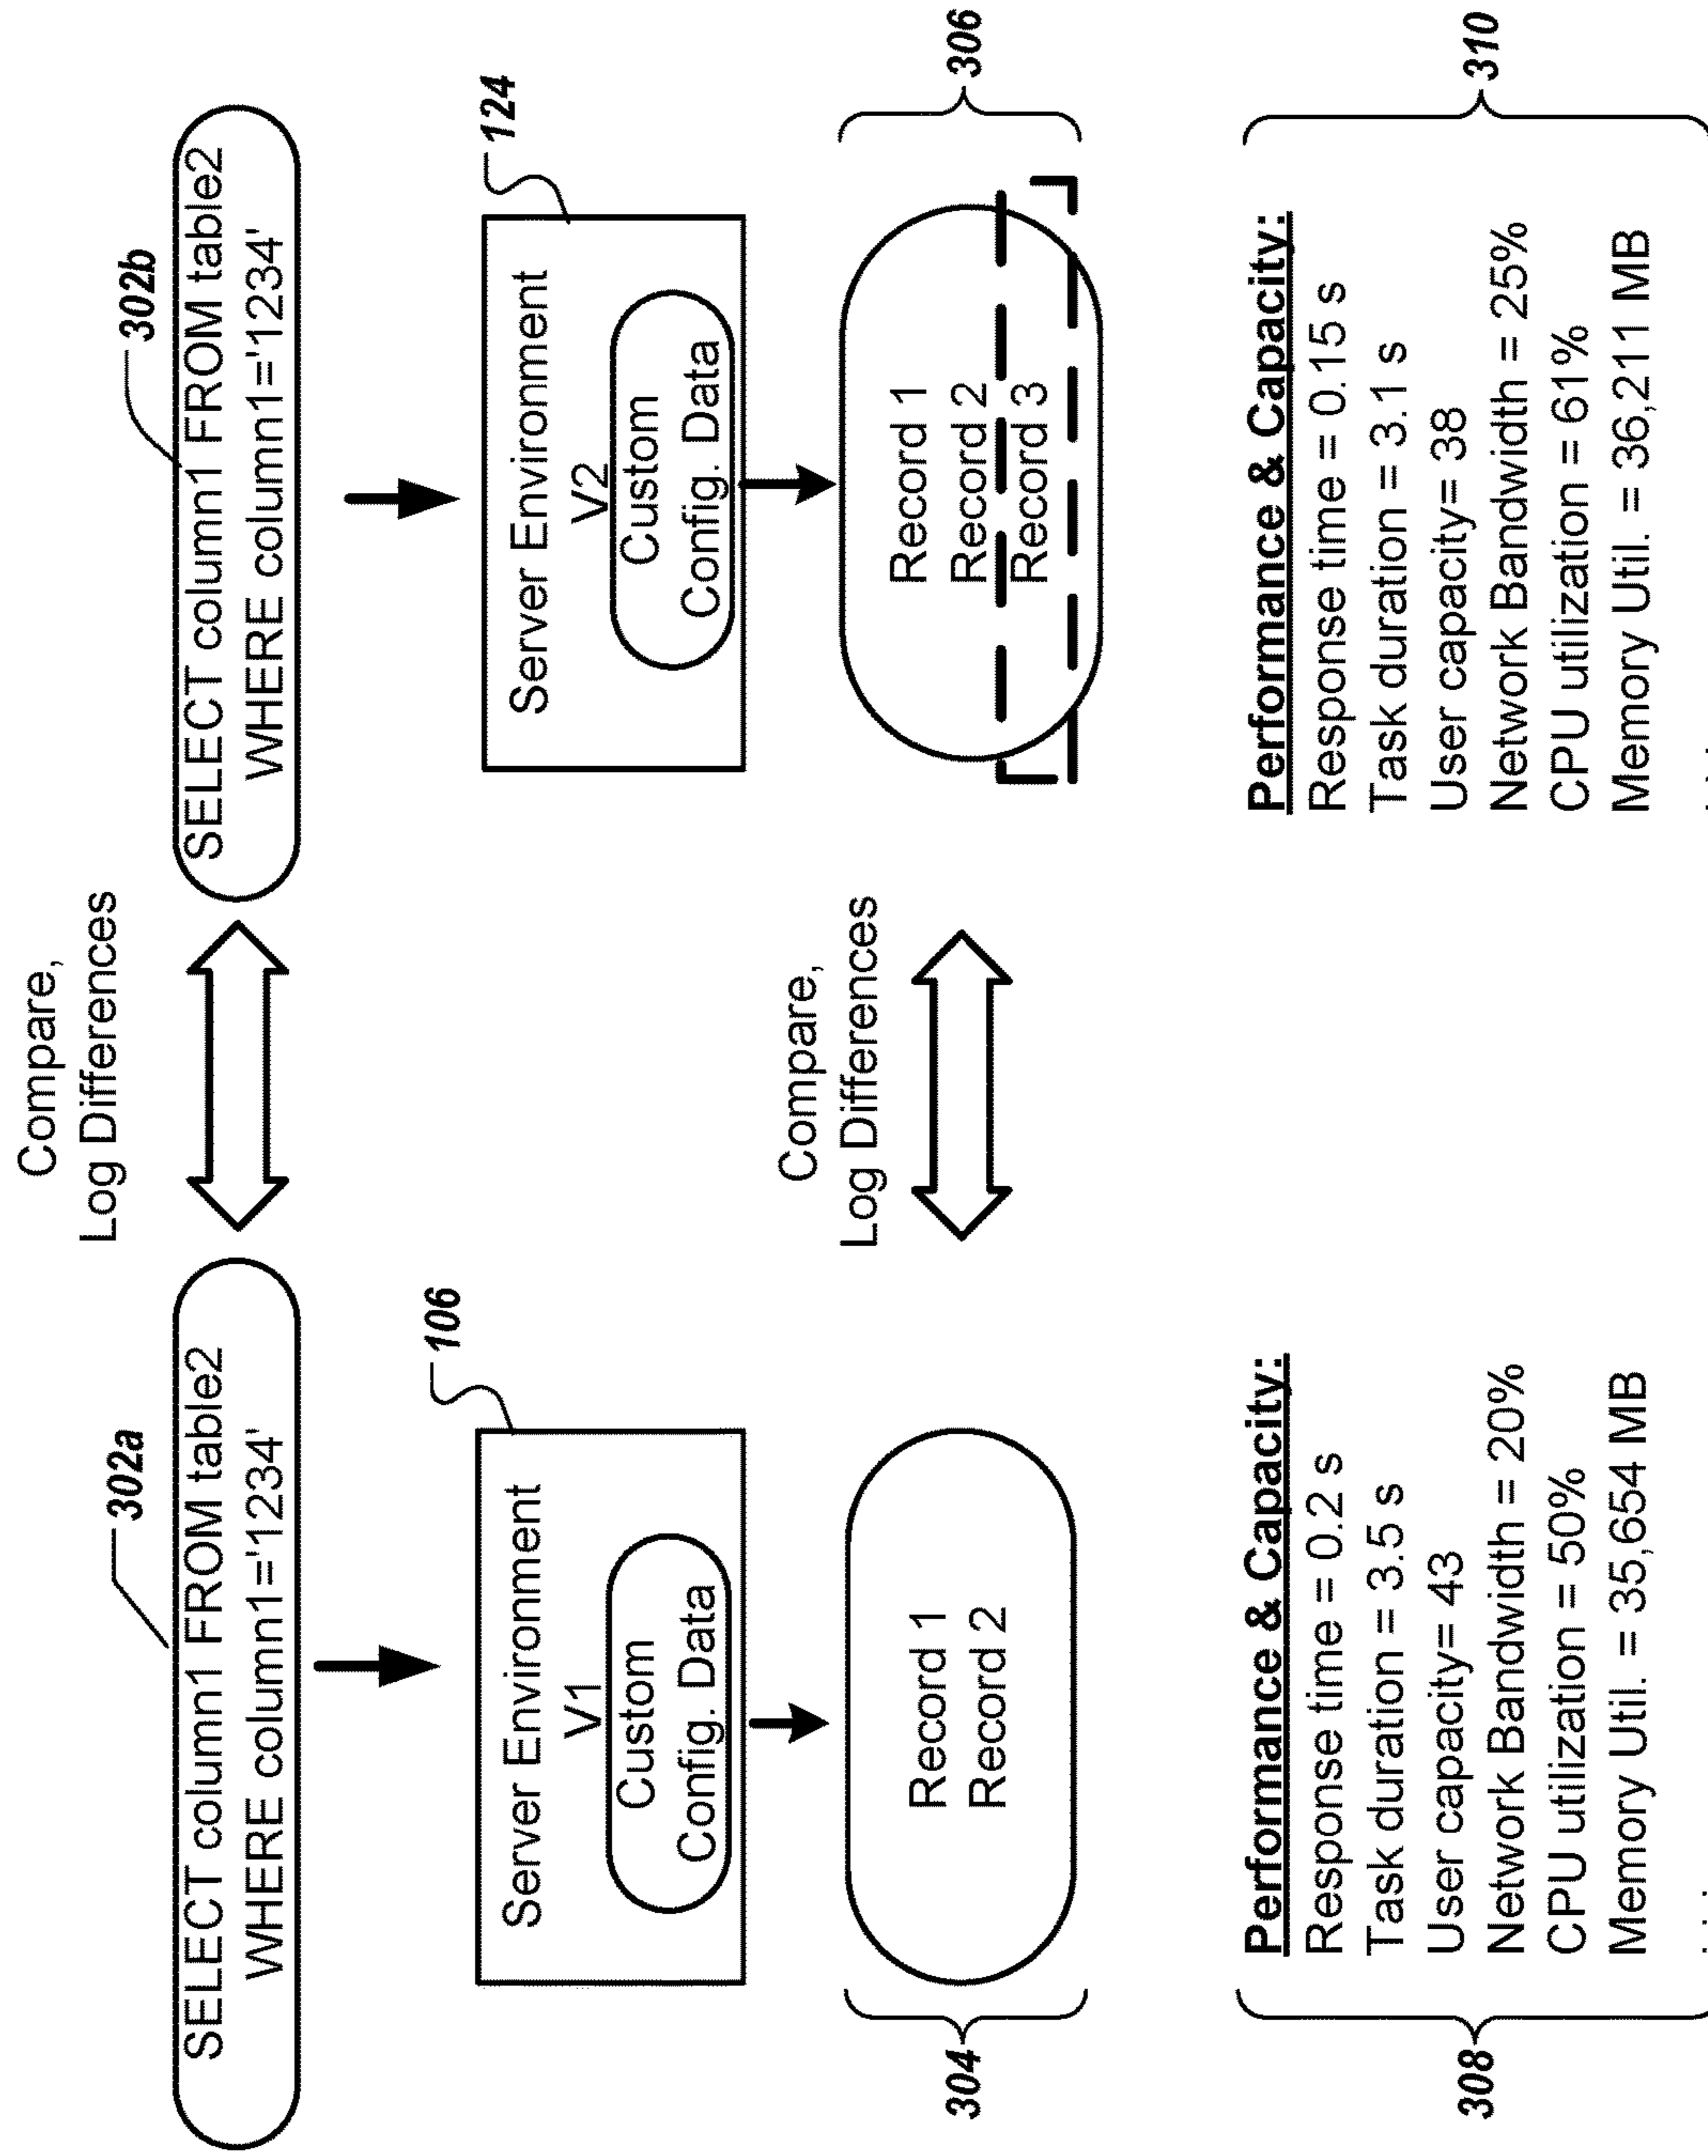 Compare,
Log Differences
302a
SELECT column1 FROM table2
WHERE column1='1234'
302b
SELECT column1 FROM table2
WHERE column1='1234'
106
Server Environment
V1
Custom
Config. Data
124
Server Environment
V2
Custom
Config. Data
Compare,
Log Differences
304
Record 1
Record 2
306
Record 1
Record 2
Record 3
308
Performance & Capacity:
Response time = 0.2 s
Task duration = 3.5 s
User capacity= 43
Network Bandwidth = 20%
CPU utilization = 50%
Memory Util. = 35,654 MB
310
Performance & Capacity:
Response time = 0.15 s
Task duration = 3.1 s
User capacity= 38
Network Bandwidth = 25%
CPU utilization = 61%
Memory Util. = 36,211 MB